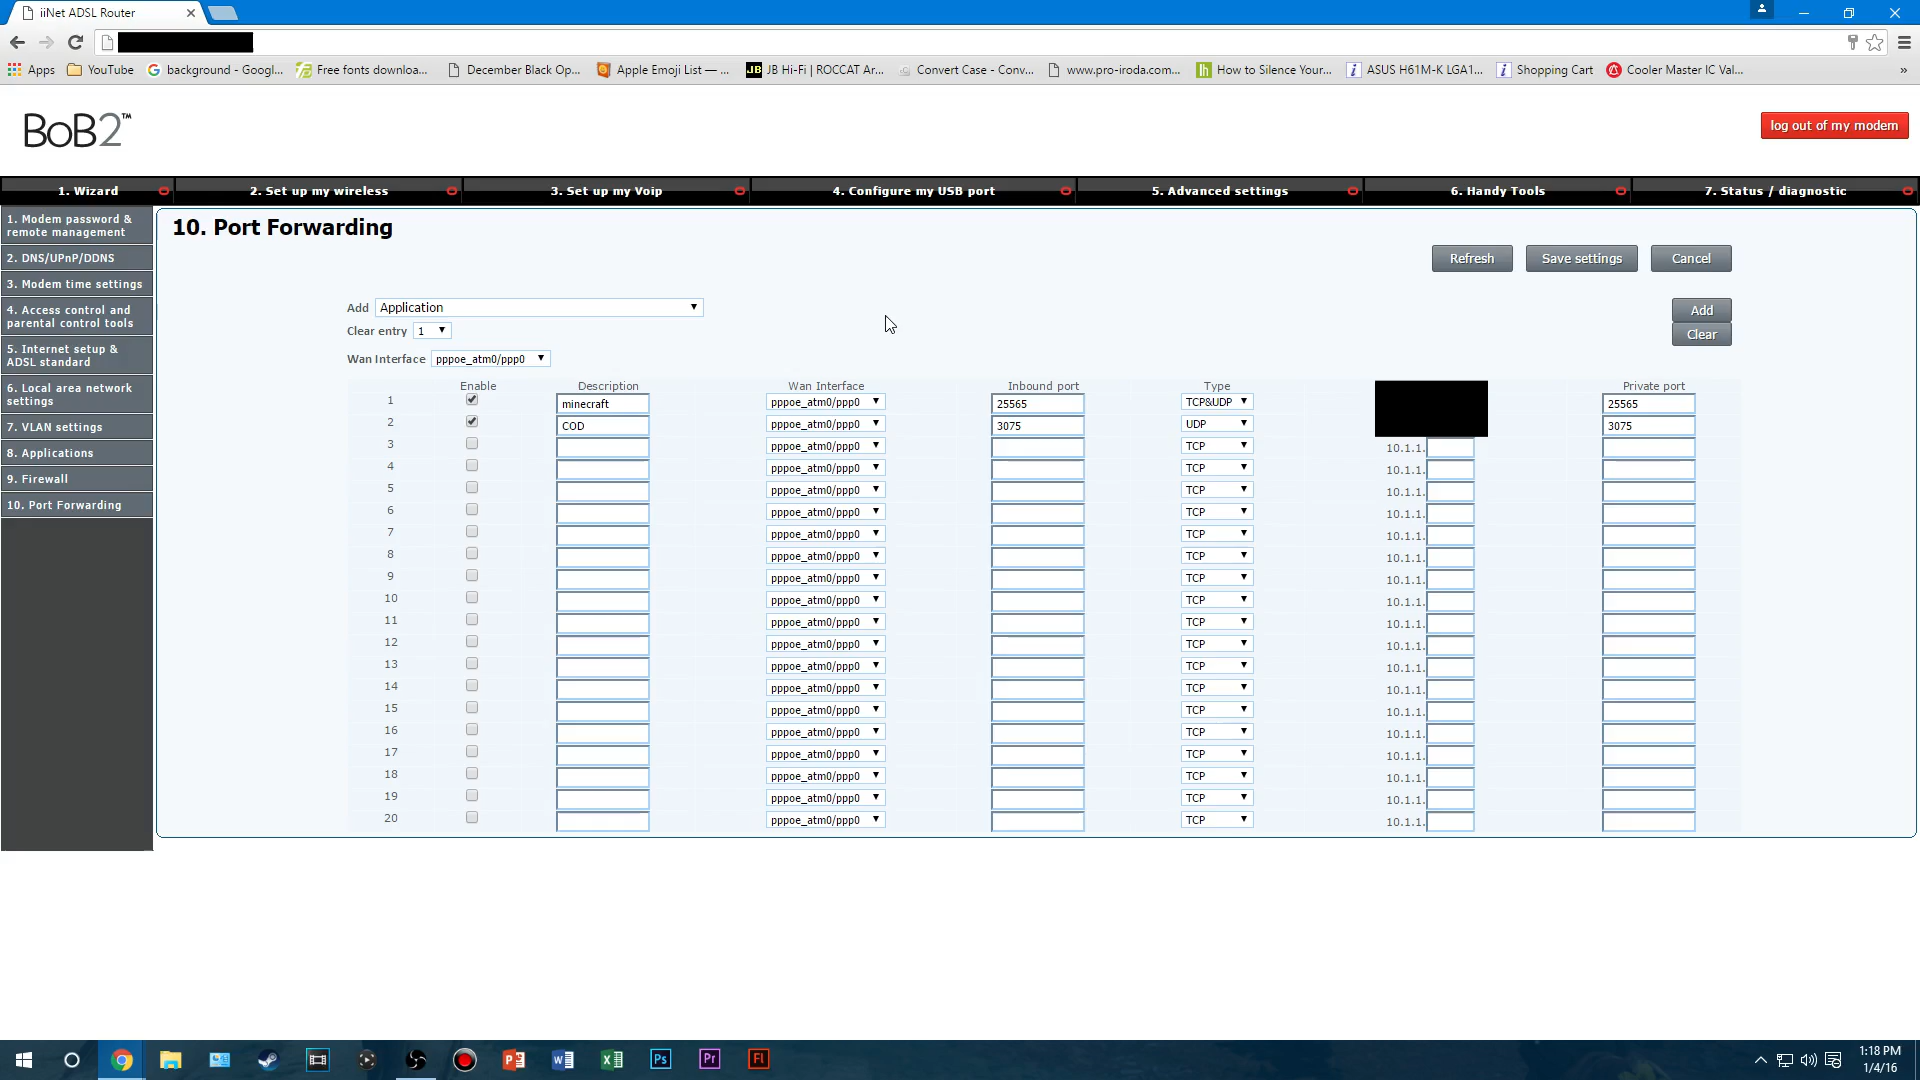 iiNet ADSL Router
Apps YouTube background - Googl... Free fonts downloa... December Black Op... Apple Emoji List — ... JB Hi-Fi | ROCCAT Ar... Convert Case - Conv... www.pro-iroda.com... How to Silence Your... ASUS H61M-K LGA1... Shopping Cart Cooler Master IC Val... »
BoB2™
log out of my modem
1. Wizard 2. Set up my wireless 3. Set up my Voip 4. Configure my USB port 5. Advanced settings 6. Handy Tools 7. Status / diagnostic
1. Modem password &
remote management
2. DNS/UPnP/DDNS
3. Modem time settings
4. Access control and
parental control tools
5. Internet setup &
ADSL standard
6. Local area network
settings
7. VLAN settings
8. Applications
9. Firewall
10. Port Forwarding
10. Port Forwarding
Refresh Save settings Cancel
Add Application Add
Clear entry 1 Clear
Wan Interface pppoe_atm0/ppp0
Enable Description Wan Interface Inbound port Type Private port
1 minecraft pppoe_atm0/ppp0 25565 TCP&UDP 25565
2 COD pppoe_atm0/ppp0 3075 UDP 3075
3 pppoe_atm0/ppp0 TCP 10.1.1.
4 pppoe_atm0/ppp0 TCP 10.1.1.
5 pppoe_atm0/ppp0 TCP 10.1.1.
6 pppoe_atm0/ppp0 TCP 10.1.1.
7 pppoe_atm0/ppp0 TCP 10.1.1.
8 pppoe_atm0/ppp0 TCP 10.1.1.
9 pppoe_atm0/ppp0 TCP 10.1.1.
10 pppoe_atm0/ppp0 TCP 10.1.1.
11 pppoe_atm0/ppp0 TCP 10.1.1.
12 pppoe_atm0/ppp0 TCP 10.1.1.
13 pppoe_atm0/ppp0 TCP 10.1.1.
14 pppoe_atm0/ppp0 TCP 10.1.1.
15 pppoe_atm0/ppp0 TCP 10.1.1.
16 pppoe_atm0/ppp0 TCP 10.1.1.
17 pppoe_atm0/ppp0 TCP 10.1.1.
18 pppoe_atm0/ppp0 TCP 10.1.1.
19 pppoe_atm0/ppp0 TCP 10.1.1.
20 pppoe_atm0/ppp0 TCP 10.1.1.
Ps Pr Fl
1:18 PM
1/4/16